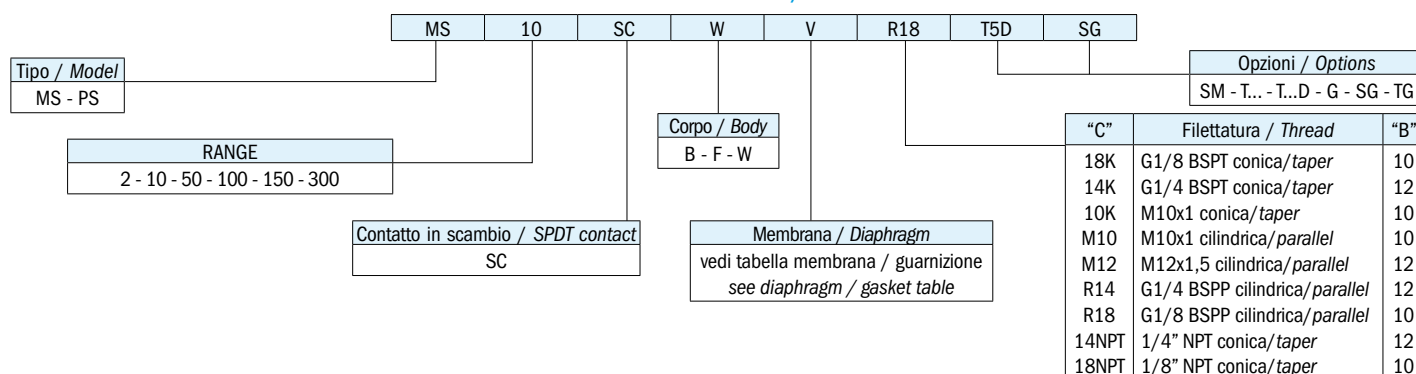 MS 10 SC W V R18 T5D SG
Tipo / Model
MS - PS
RANGE
2 - 10 - 50 - 100 - 150 - 300
Contatto in scambio / SPDT contact
SC
Corpo / Body
B - F - W
Membrana / Diaphragm
vedi tabella membrana / guarnizione
see diaphragm / gasket table
Opzioni / Options
SM - T... - T...D - G - SG - TG
“C” Filettatura / Thread “B”
18K G1/8 BSPT conica/taper 10
14K G1/4 BSPT conica/taper 12
10K M10x1 conica/taper 10
M10 M10x1 cilindrica/parallel 10
M12 M12x1,5 cilindrica/parallel 12
R14 G1/4 BSPP cilindrica/parallel 12
R18 G1/8 BSPP cilindrica/parallel 10
14NPT 1/4” NPT conica/taper 12
18NPT 1/8” NPT conica/taper 10